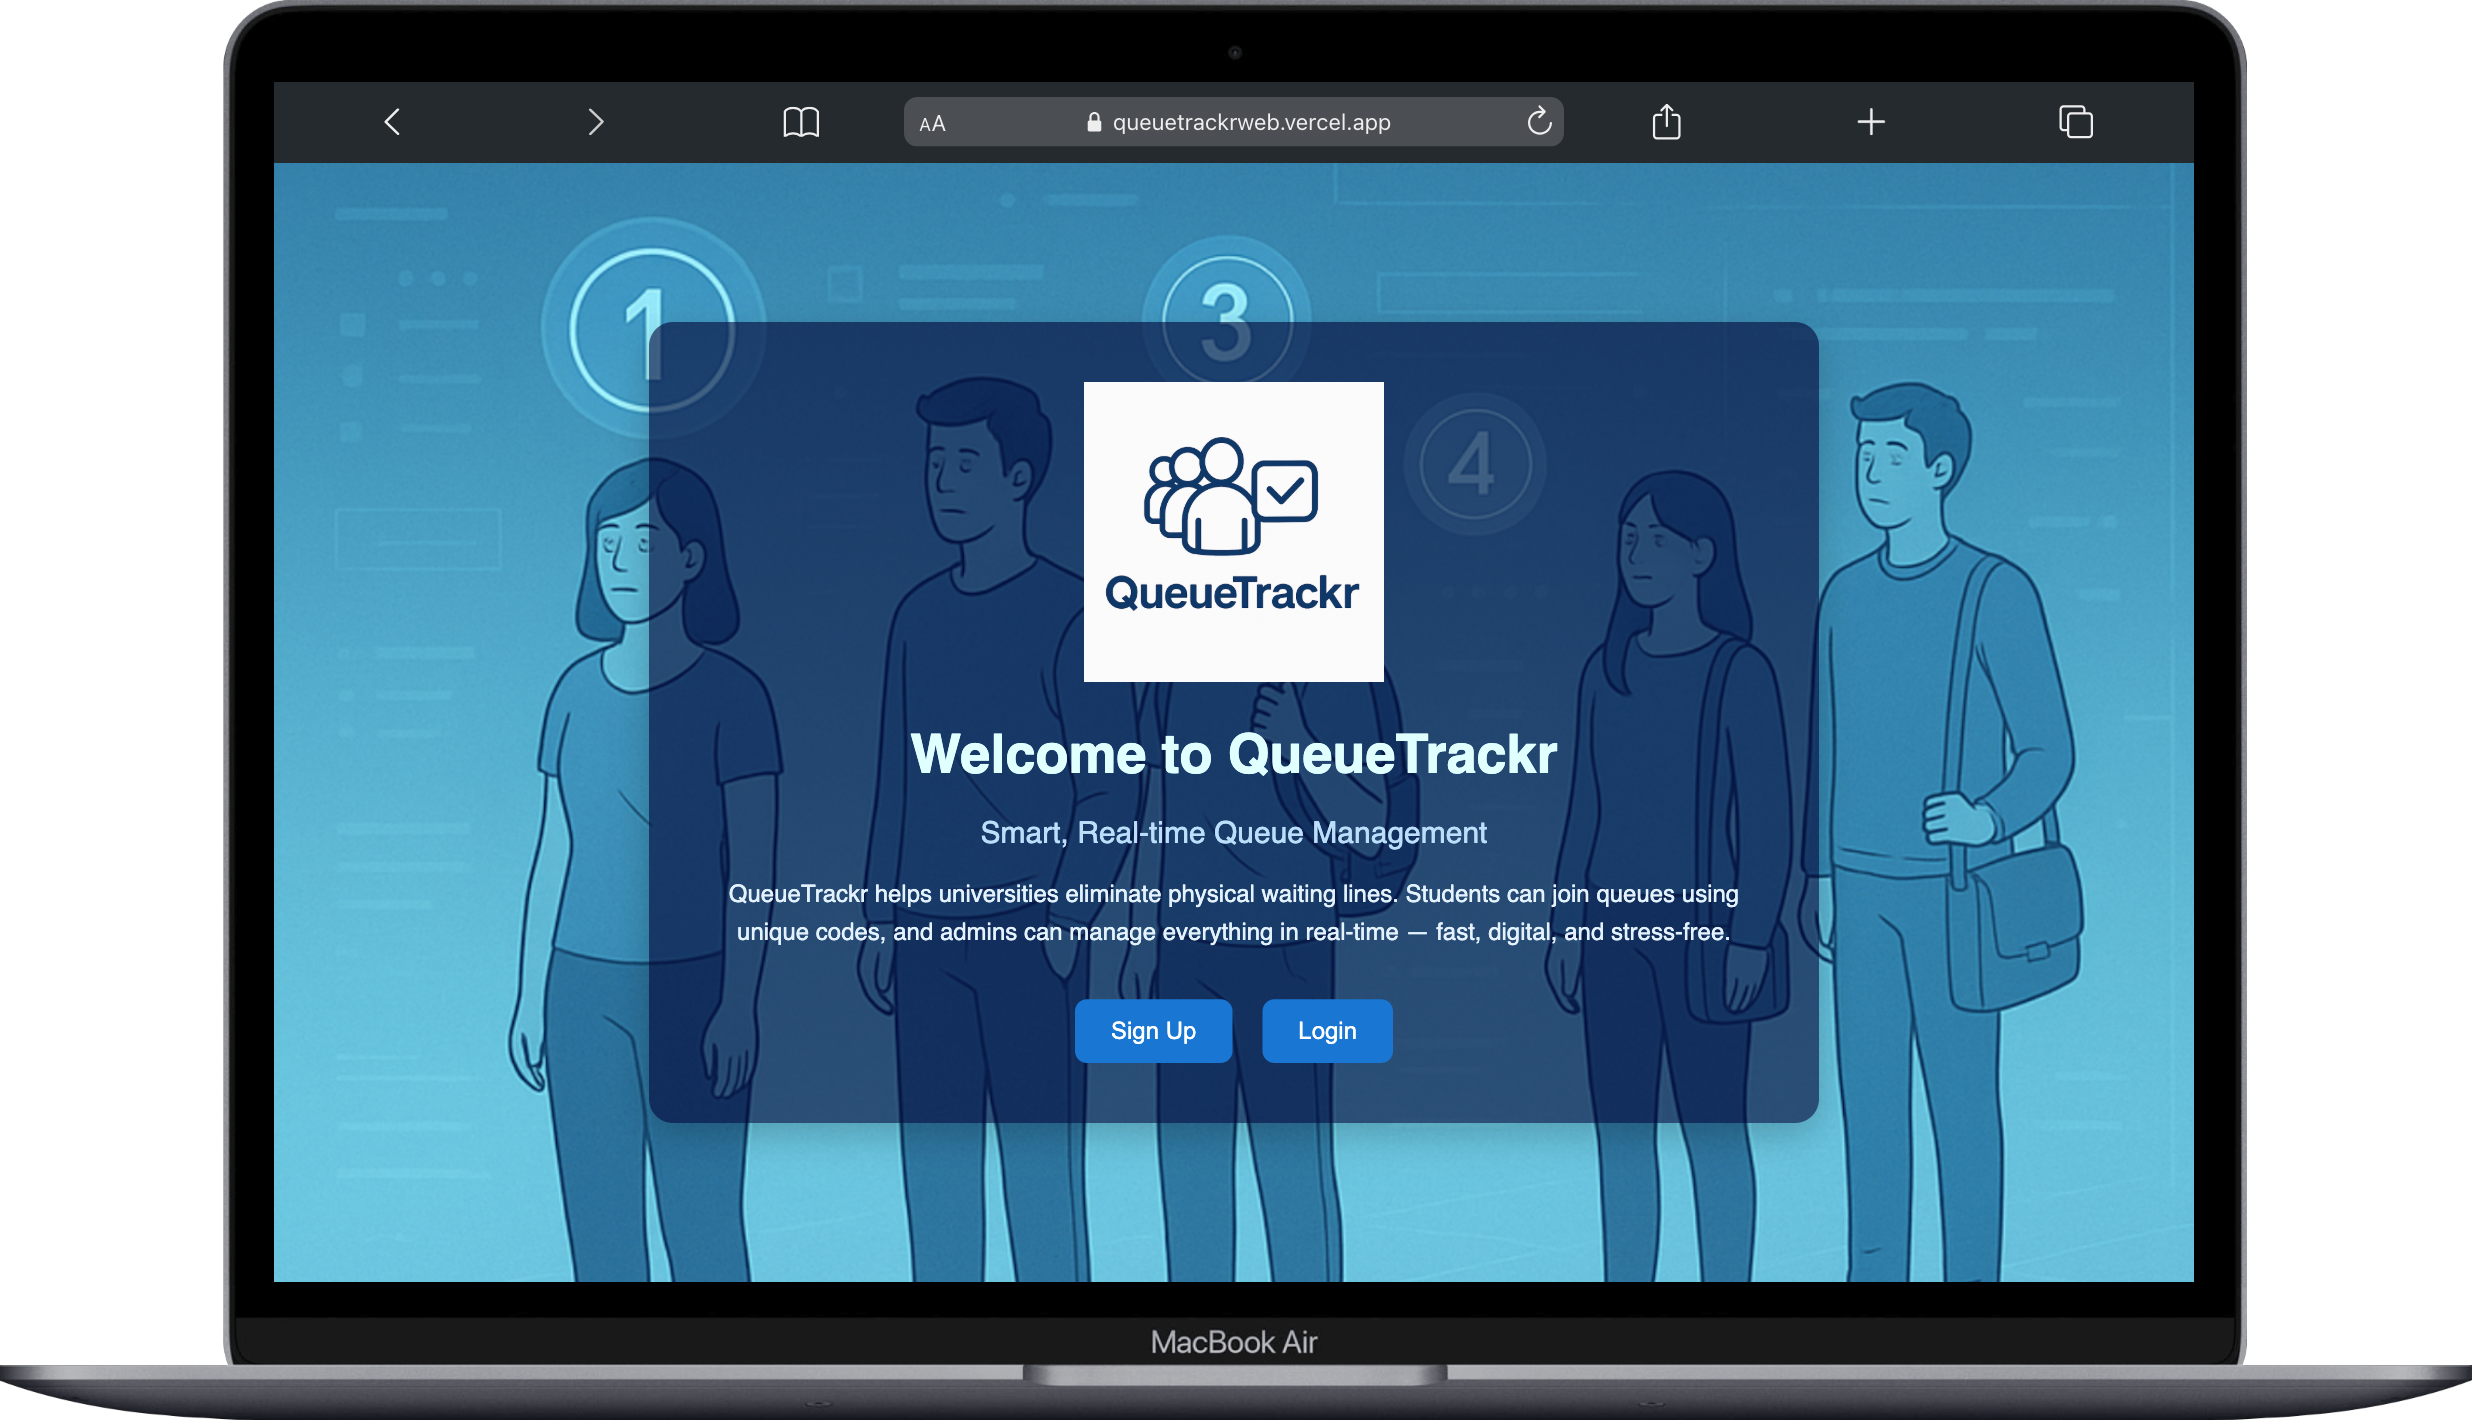 AA
queuetrackrweb.vercel.app
1
3
4
QueueTrackr
Welcome to QueueTrackr
Smart, Real-time Queue Management
QueueTrackr helps universities eliminate physical waiting lines. Students can join queues using
unique codes, and admins can manage everything in real-time — fast, digital, and stress-free.
Sign Up
Login
MacBook Air